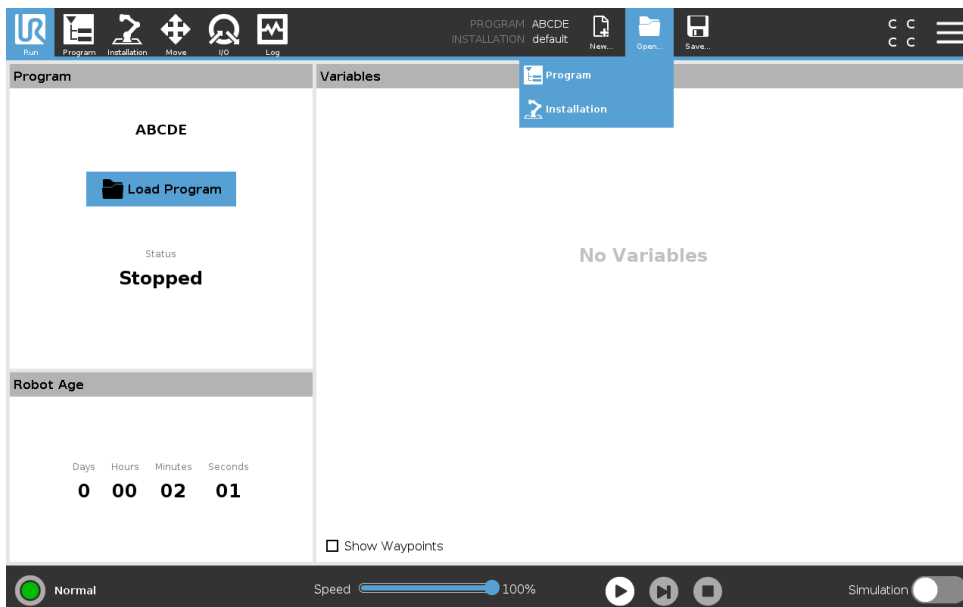 UR
PROGRAM ABCDE
INSTALLATION default
Run Program Installation Move I/O Log New... Open... Save...
C C
C C
Program
Installation
Program
Variables
ABCDE
Load Program
Status
Stopped
No Variables
Robot Age
Days Hours Minutes Seconds
0 00 02 01
Show Waypoints
Normal
Speed 100%
Simulation